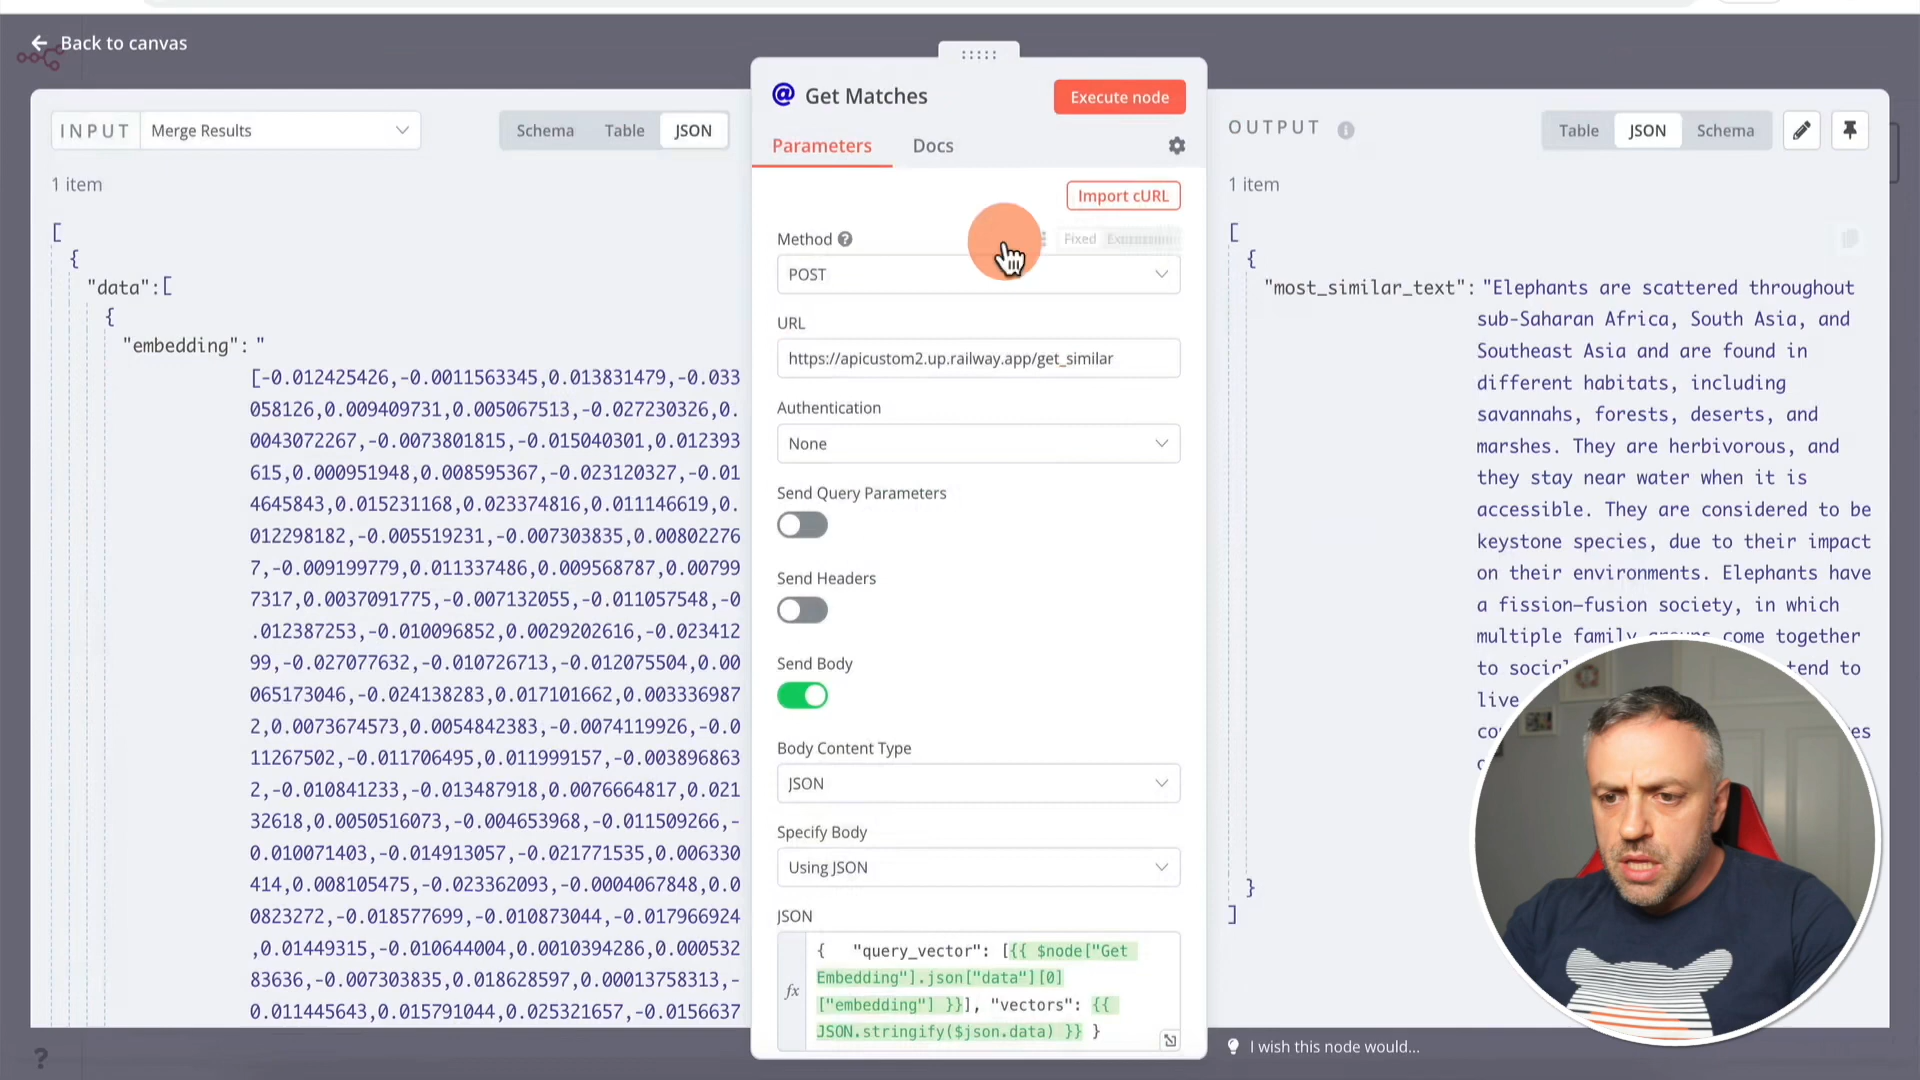 Back to canvas
INPUT
Merge Results
Schema
Table
JSON
1 item
[
{
"data":[
{
"embedding": "
[-0.012425426,-0.0011563345,0.013831479,-0.033
058126,0.009409731,0.005067513,-0.027230326,0.
0043072267,-0.0073801815,-0.015040301,0.012393
615,0.000951948,0.008595367,-0.023120327,-0.01
4645843,0.015231168,0.023374816,0.011146619,0.
012298182,-0.005519231,-0.007303835,0.00802276
7,-0.009199779,0.011337486,0.009568787,0.00799
7317,0.0037091775,-0.007132055,-0.011057548,-0
.012387253,-0.010096852,0.0029202616,-0.023412
99,-0.027077632,-0.010726713,-0.012075504,0.00
065173046,-0.024138283,0.017101662,0.003336987
2,0.0073674573,0.0054842383,-0.0074119926,-0.0
11267502,-0.011706495,0.011999157,-0.003896863
2,-0.010841233,-0.013487918,0.0076664817,0.021
32618,0.0050516073,-0.004653968,-0.011509266,-
0.010071403,-0.014913057,-0.021771535,0.006330
414,0.008105475,-0.023362093,-0.0004067848,0.0
0823272,-0.018577699,-0.010873044,-0.017966924
,0.01449315,-0.010644004,0.0010394286,0.000532
83636,-0.007303835,0.018628597,0.00013758313,-
0.011445643,0.015791044,0.025321657,-0.0156637
?
@ Get Matches
Execute node
Parameters
Docs
Import cURL
Method ?
Fixed
POST
URL
https://apicustom2.up.railway.app/get_similar
Authentication
None
Send Query Parameters
Send Headers
Send Body
Body Content Type
JSON
Specify Body
Using JSON
JSON
fx
{ "query_vector": [{{ $node["Get
Embedding"].json["data"][0]
["embedding"] }}], "vectors": {{
JSON.stringify($json.data) }} }
OUTPUT
Table
JSON
Schema
1 item
[
{
"most_similar_text": "Elephants are scattered throughout
sub-Saharan Africa, South Asia, and
Southeast Asia and are found in
different habitats, including
savannahs, forests, deserts, and
marshes. They are herbivorous, and
they stay near water when it is
accessible. They are considered to be
keystone species, due to their impact
on their environments. Elephants have
a fission–fusion society, in which
multiple family groups come together
to tend to
live
}
]
I wish this node would...